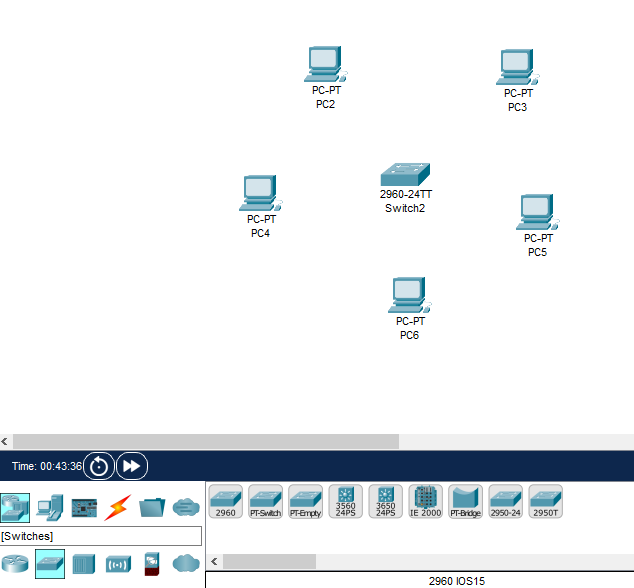 PC-PT
PC2
PC-PT
PC3
2960-24TT
Switch2
PC-PT
PC4
PC-PT
PC5
PC-PT
PC6
Time: 00:43:36
2960
PT-Switch
PT-Empty
3560
24PS
3650
24PS
IE 2000
PT-Bridge
2950-24
2950T
[Switches]
2960 IOS15